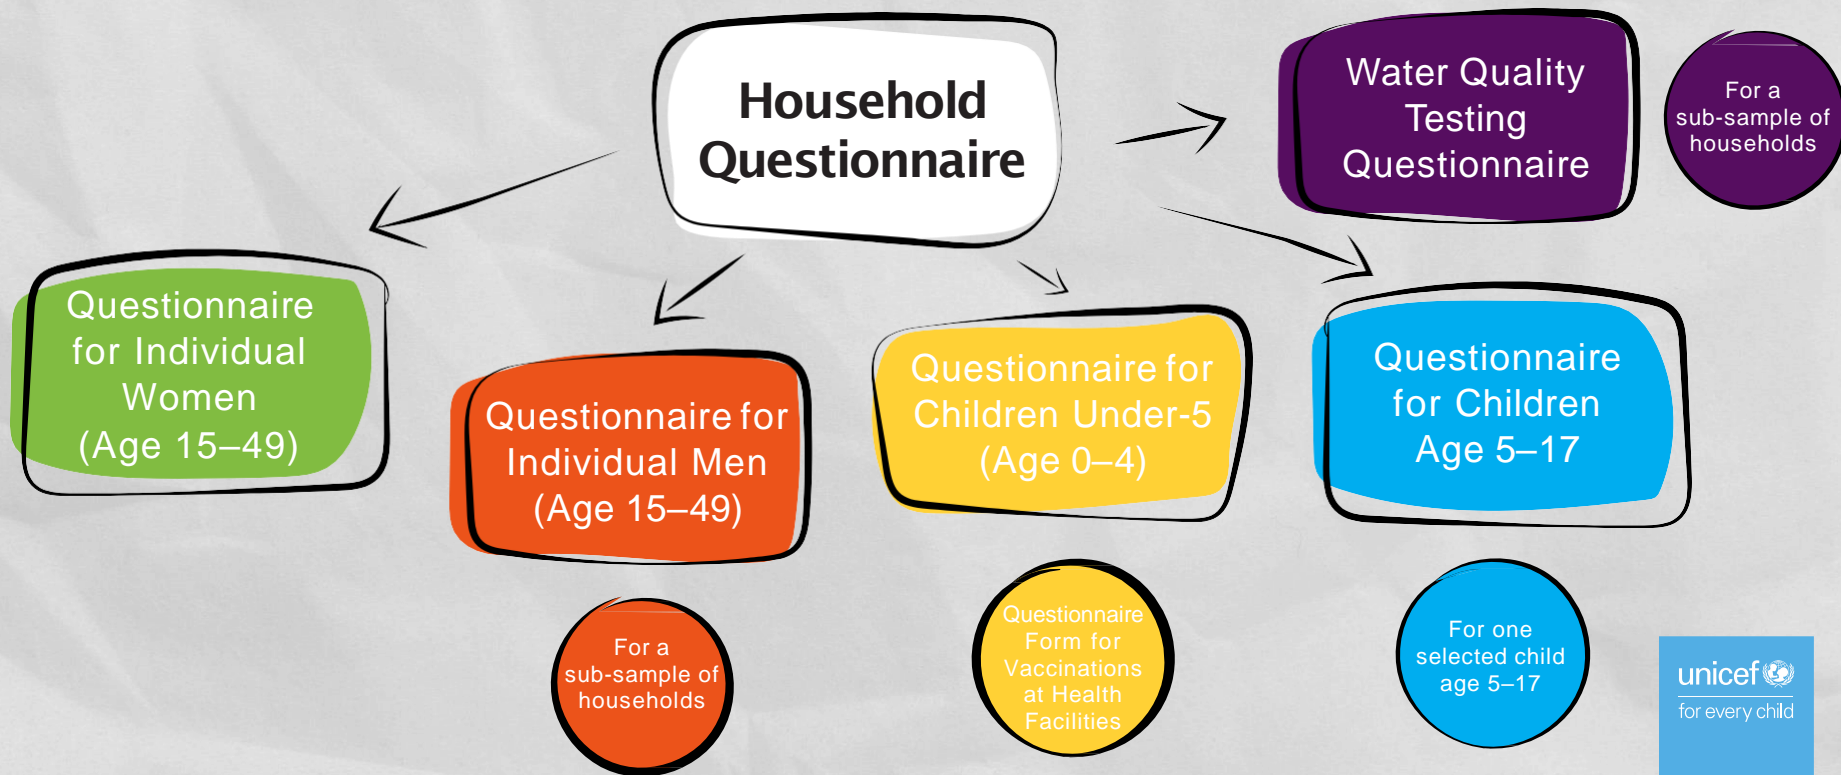 Household
Questionnaire
Water Quality
Testing
Questionnaire
For a
sub-sample of
households
Questionnaire
for Individual
Women
(Age 15–49)
Questionnaire for
Individual Men
(Age 15–49)
Questionnaire for
Children Under-5
(Age 0–4)
Questionnaire
for Children
Age 5–17
For a
sub-sample of
households
Questionnaire
Form for
Vaccinations
at Health
Facilities
For one
selected child
age 5–17
unicef
for every child